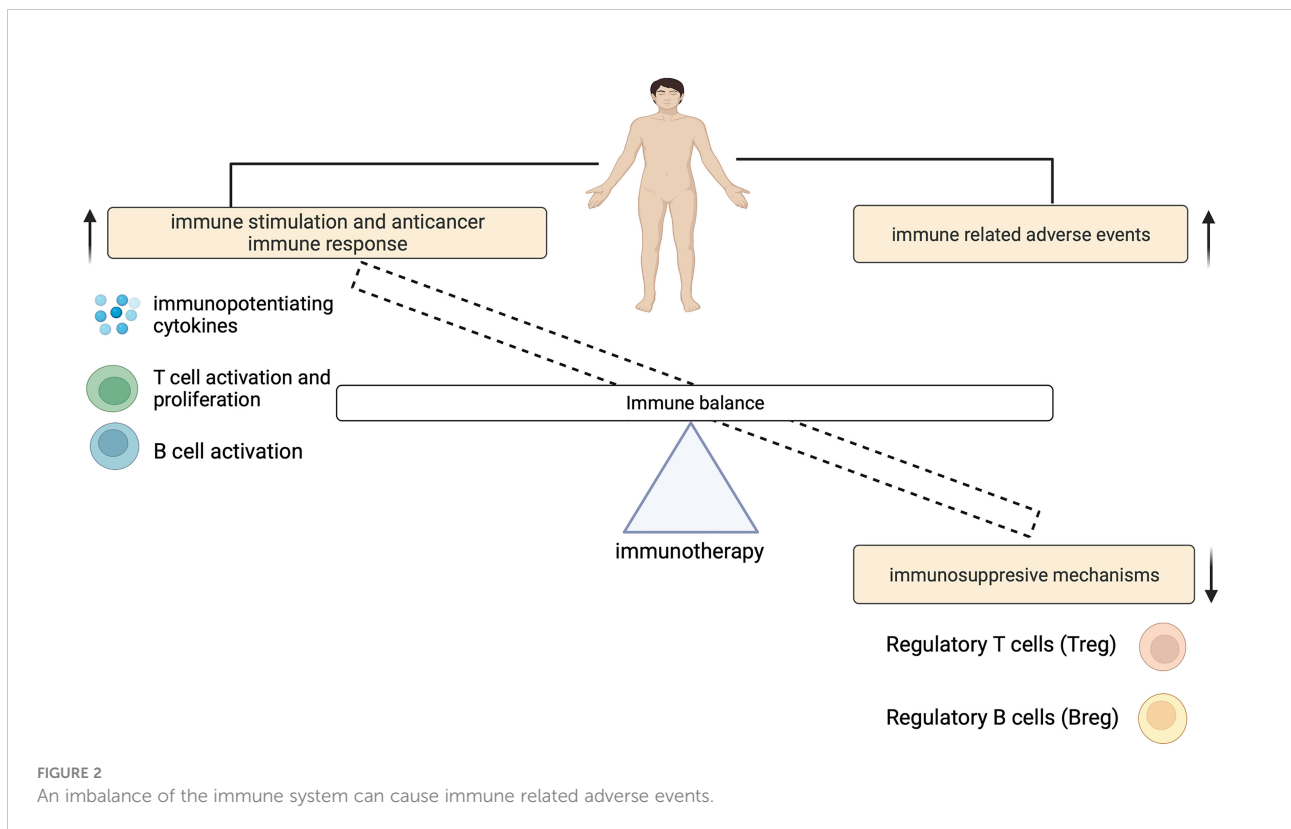 immune stimulation and anticancer
immune response
immune related adverse events
immunopotentiating
cytokines
T cell activation and
proliferation
B cell activation
Immune balance
immunotherapy
immunosuppresive mechanisms
Regulatory T cells (Treg)
Regulatory B cells (Breg)
FIGURE 2
An imbalance of the immune system can cause immune related adverse events.